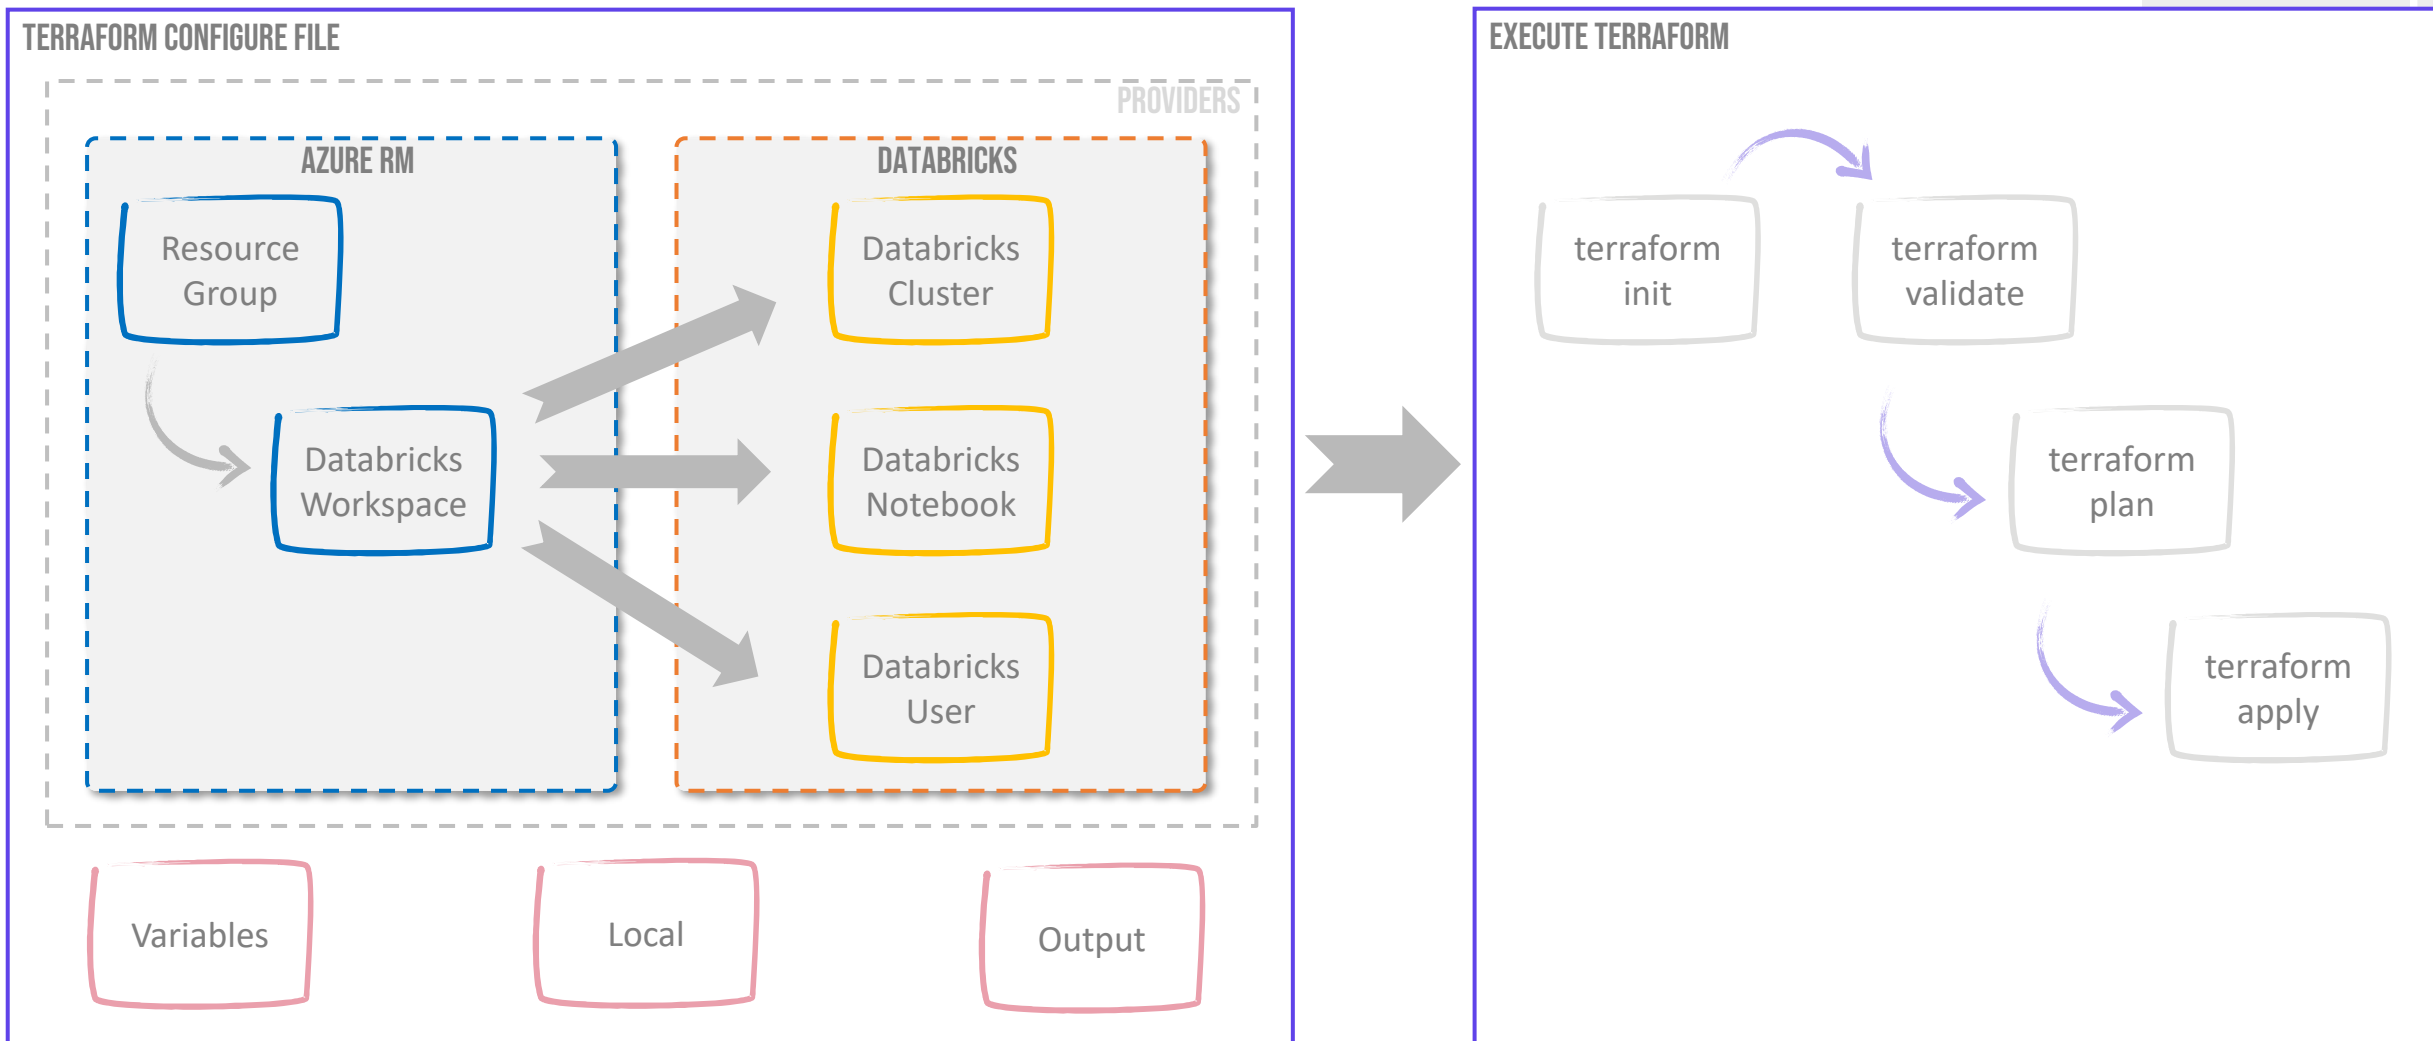 TERRAFORM CONFIGURE FILE
PROVIDERS
AZURE RM
Resource
Group
Databricks
Workspace
DATABRICKS
Databricks
Cluster
Databricks
Notebook
Databricks
User
Variables
Local
Output
EXECUTE TERRAFORM
terraform
init
terraform
validate
terraform
plan
terraform
apply